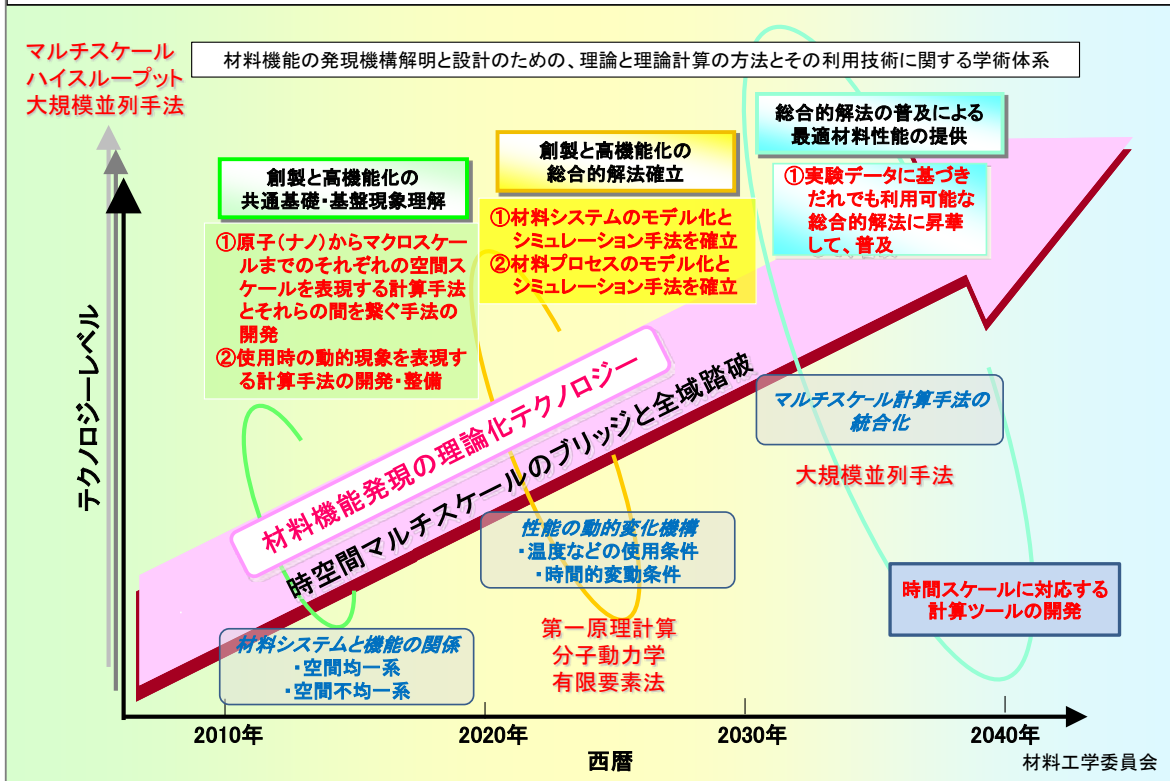 マルチスケール
ハイスループット
大規模並列手法
材料機能の発現機構解明と設計のための、理論と理論計算の方法とその利用技術に関する学術体系
総合的解法の普及による
最適材料性能の提供
①実験データに基づき
だれでも利用可能な
総合的解法に昇華
して、普及
創製と高機能化の
総合的解法確立
①材料システムのモデル化と
シミュレーション手法を確立
②材料プロセスのモデル化と
シミュレーション手法を確立
創製と高機能化の
共通基礎・基盤現象理解
①原子(ナノ)からマクロスケー
ルまでのそれぞれの空間ス
ケールを表現する計算手法
とそれらの間を繋ぐ手法の
開発
②使用時の動的現象を表現す
る計算手法の開発・整備
テクノロジーレベル
材料機能発現の理論化テクノロジー
時空間マルチスケールのブリッジと全域踏破
マルチスケール計算手法の
統合化
大規模並列手法
性能の動的変化機構
・温度などの使用条件
・時間的変動条件
時間スケールに対応する
計算ツールの開発
第一原理計算
分子動力学
有限要素法
材料システムと機能の関係
・空間均一系
・空間不均一系
2010年
2020年
2030年
2040年
西暦
材料工学委員会